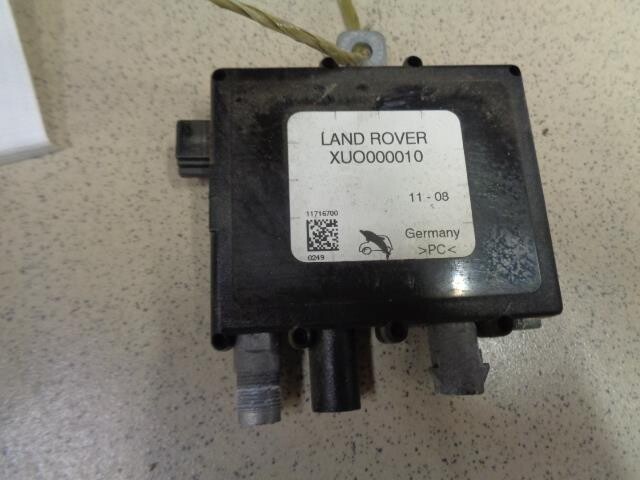 LAND ROVER
XUO000010
11 - 08
11716700
0249
Germany
>PC<